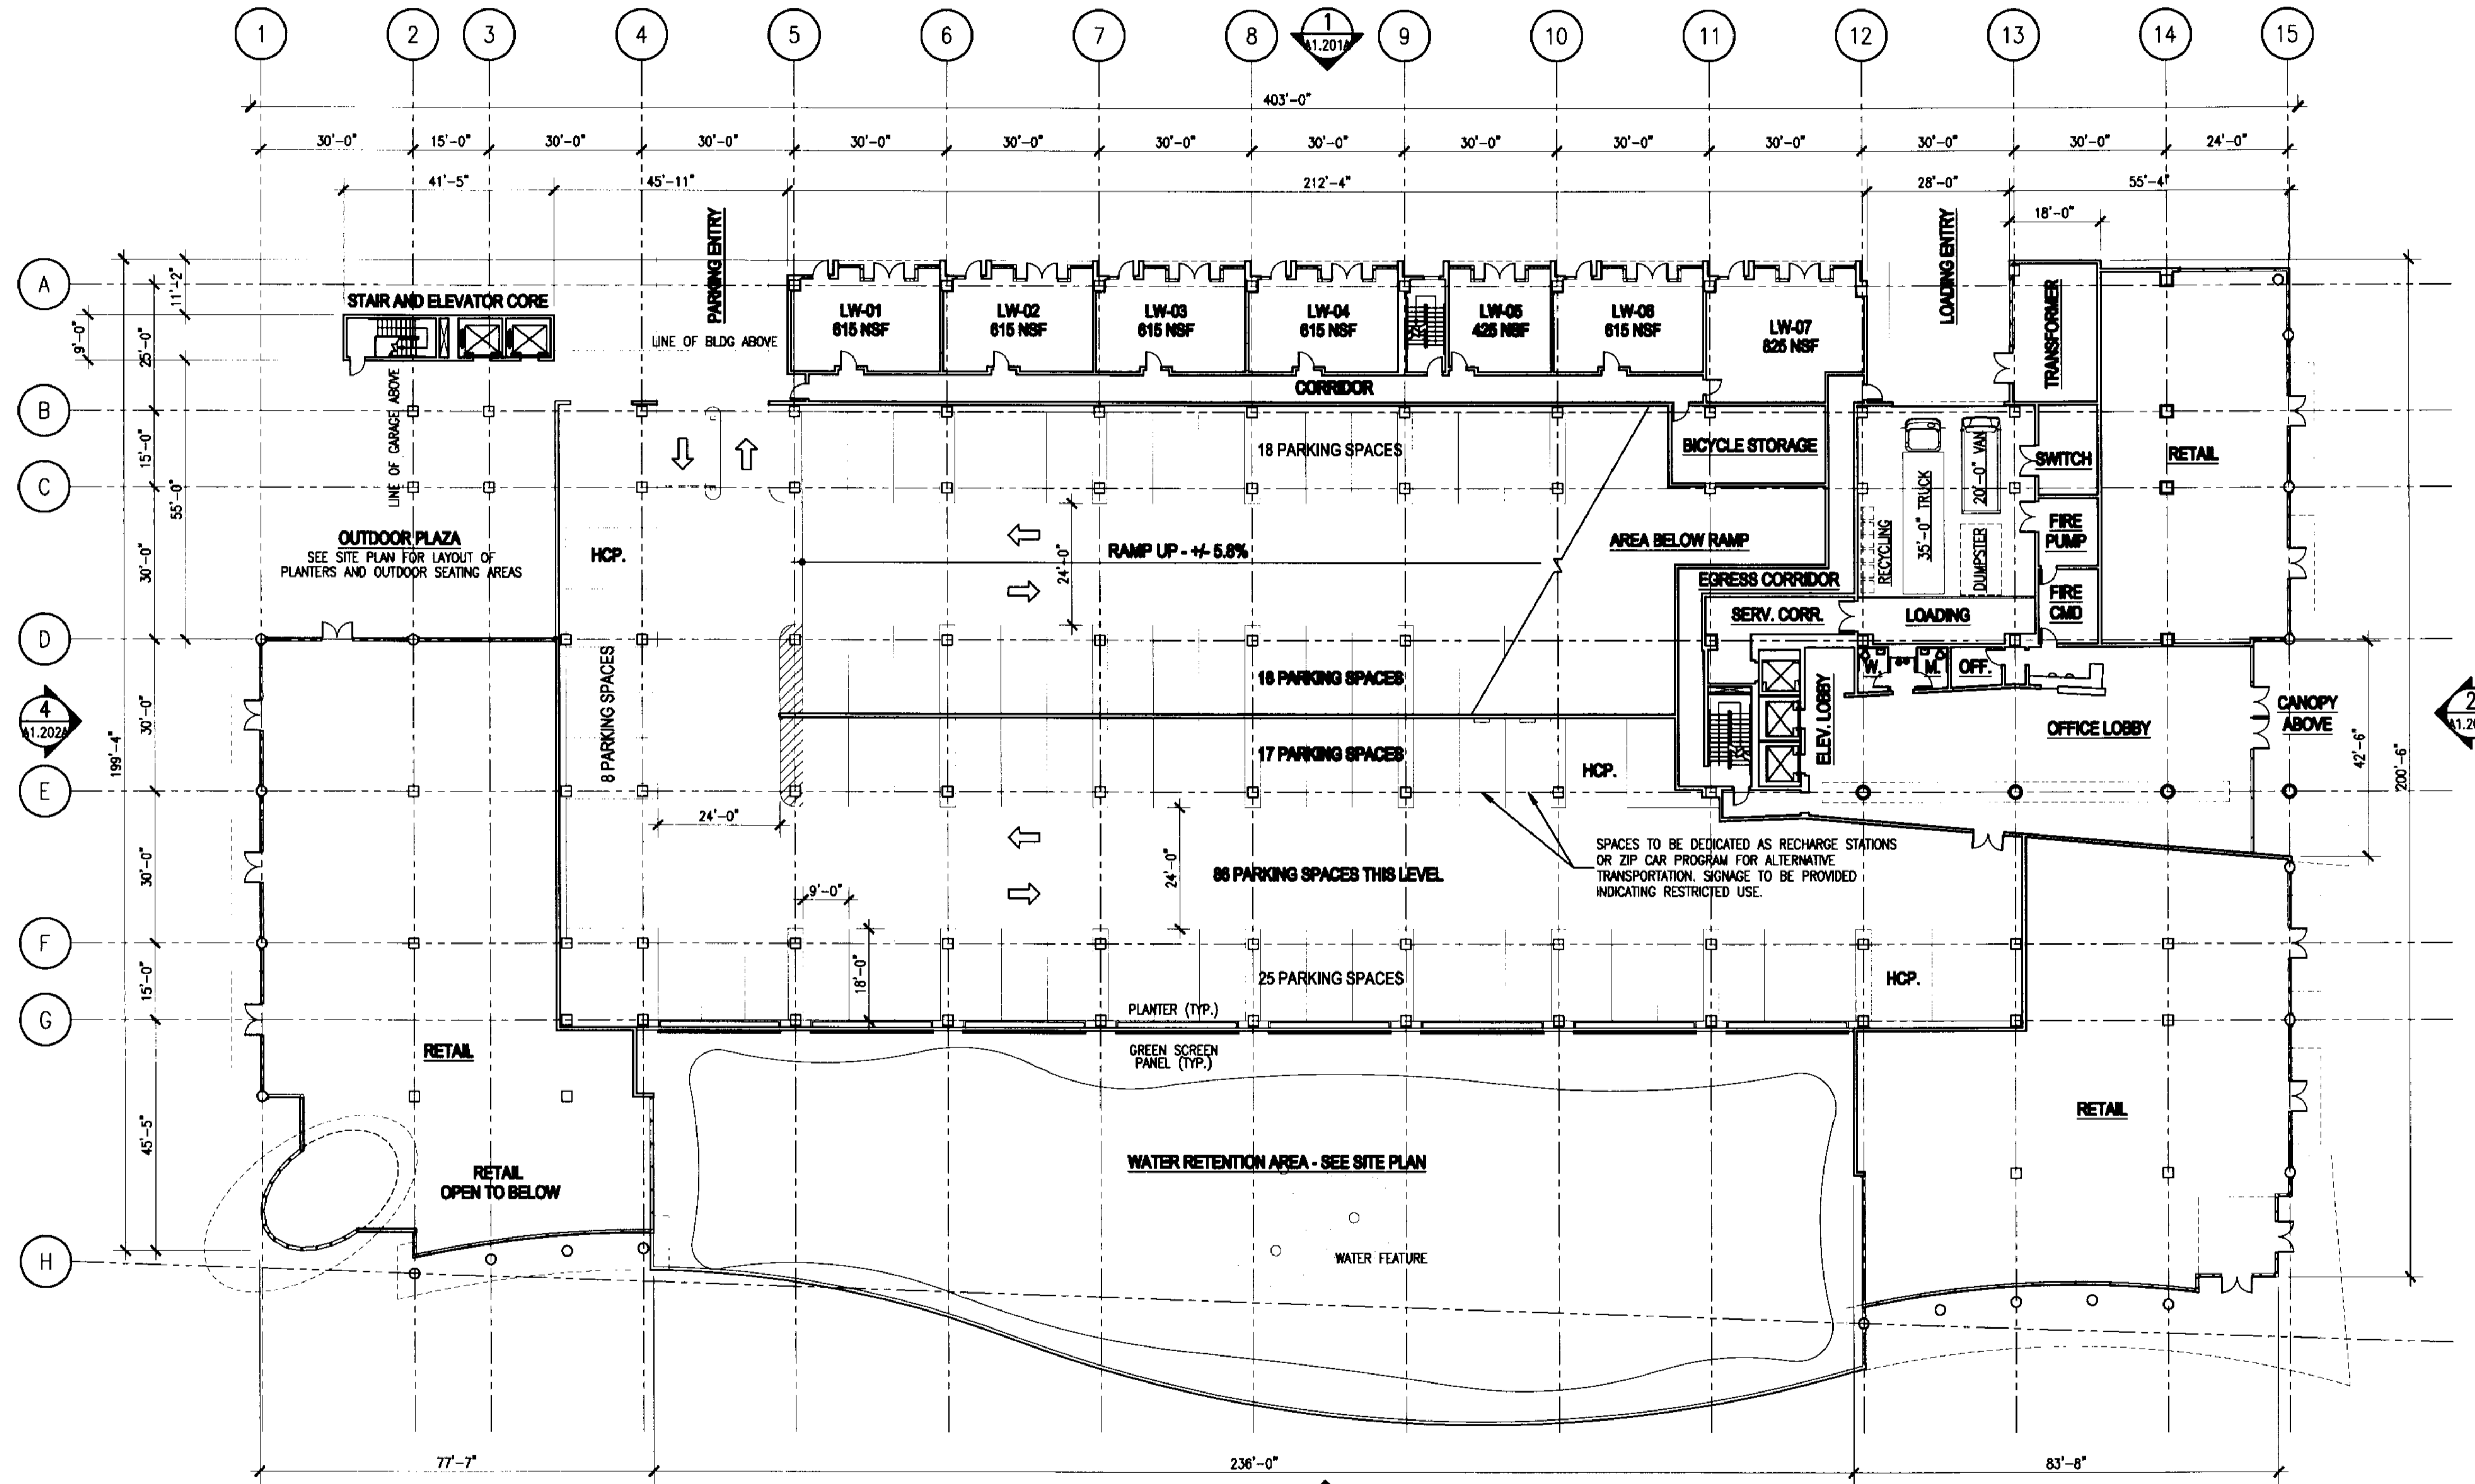 1 2 3 4 5 6 7 8 9 10 11 12 13 14 15
1
A1.201A
403'-0"
30'-0" 15'-0" 30'-0" 30'-0" 30'-0" 30'-0" 30'-0" 30'-0" 30'-0" 30'-0" 30'-0" 30'-0" 30'-0" 24'-0"
41'-5" 45'-11" 212'-4" 28'-0" 55'-4"
18'-0"
PARKING ENTRY
LOADING ENTRY
A
11'-2"
9'-0"
25'-0"
STAIR AND ELEVATOR CORE
LINE OF BLDG ABOVE
LW-01
615 NSF
LW-02
615 NSF
LW-03
615 NSF
LW-04
615 NSF
LW-05
425 NSF
LW-06
615 NSF
LW-07
825 NSF
TRANSFORMER
CORRIDOR
LINE OF GARAGE ABOVE
B
15'-0"
55'-0"
18 PARKING SPACES
BICYCLE STORAGE
SWITCH
RETAIL
C
35'-0" TRUCK
20'-0" VAN
RECYCLING
DUMPSTER
FIRE
PUMP
OUTDOOR PLAZA
SEE SITE PLAN FOR LAYOUT OF
PLANTERS AND OUTDOOR SEATING AREAS
HCP.
30'-0"
24'-0"
RAMP UP - +/- 5.8%
AREA BELOW RAMP
EGRESS CORRIDOR
FIRE
CMD
SERV. CORR.
LOADING
D
8 PARKING SPACES
18 PARKING SPACES
W.
M.
OFF.
ELEV. LOBBY
OFFICE LOBBY
CANOPY
ABOVE
4
A1.202A
199'-4"
30'-0"
17 PARKING SPACES
HCP.
42'-6"
200'-6"
2
E
24'-0"
30'-0"
9'-0"
24'-0"
86 PARKING SPACES THIS LEVEL
SPACES TO BE DEDICATED AS RECHARGE STATIONS
OR ZIP CAR PROGRAM FOR ALTERNATIVE
TRANSPORTATION. SIGNAGE TO BE PROVIDED
INDICATING RESTRICTED USE.
F
15'-0"
18'-0"
25 PARKING SPACES
HCP.
G
PLANTER (TYP.)
GREEN SCREEN
PANEL (TYP.)
RETAIL
RETAIL
45'-5"
RETAIL
OPEN TO BELOW
WATER RETENTION AREA - SEE SITE PLAN
WATER FEATURE
H
77'-7" 236'-0" 83'-8"